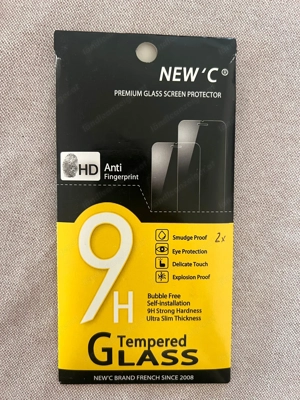 NEW'C®
PREMIUM GLASS SCREEN PROTECTOR
HD Anti
Fingerprint
Smudge Proof
2x
Eye Protection
Delicate Touch
Explosion Proof
9H
Bubble Free
Self-installation
9H Strong Hardness
Ultra Slim Thickness
Tempered
GLASS
NEW'C BRAND FRENCH SINCE 2008